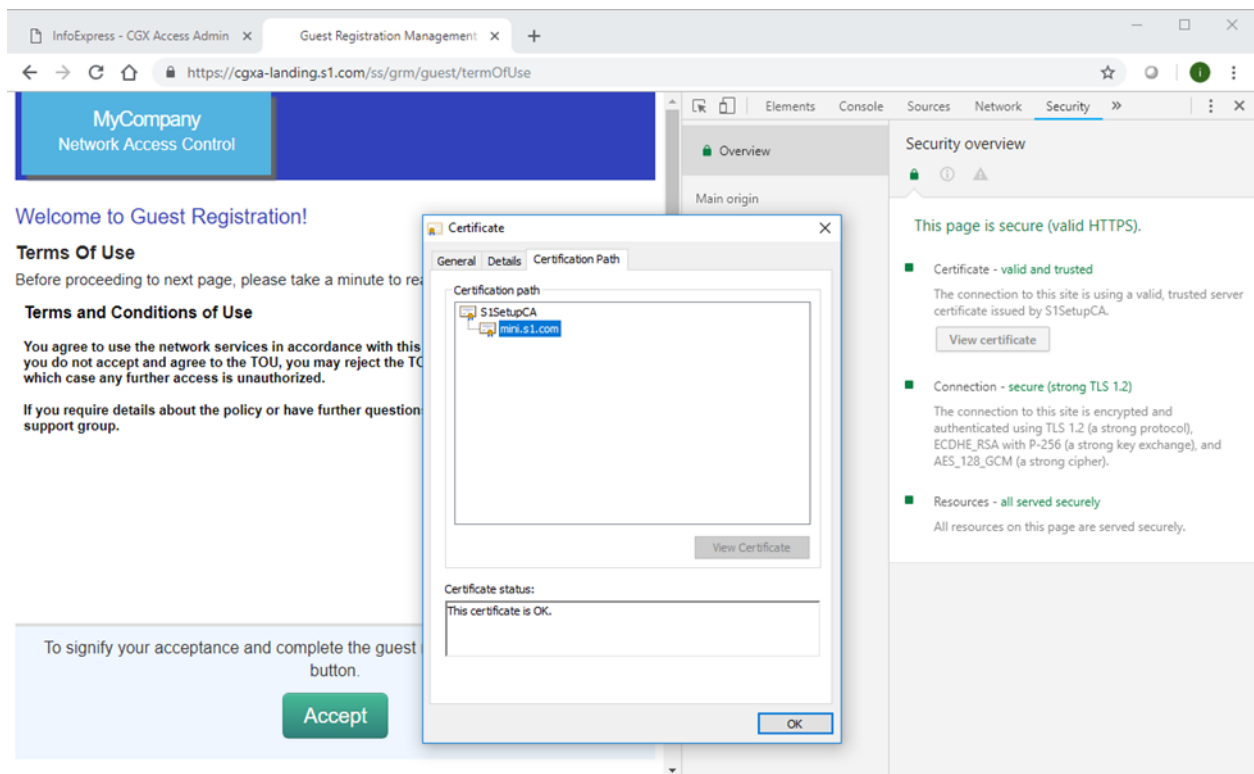 InfoExpress - CGX Access Admin
Guest Registration Management
https://cgxa-landing.s1.com/ss/grm/guest/termOfUse
i
MyCompany
Network Access Control
Welcome to Guest Registration!
Terms Of Use
Before proceeding to next page, please take a minute to rea
Terms and Conditions of Use
You agree to use the network services in accordance with this
you do not accept and agree to the TOU, you may reject the TO
which case any further access is unauthorized.
If you require details about the policy or have further question
support group.
To signify your acceptance and complete the guest
button.
Accept
Certificate
General Details Certification Path
Certification path
S1SetupCA
mini.s1.com
View Certificate
Certificate status:
This certificate is OK.
OK
Elements Console Sources Network Security »
Overview
Main origin
Security overview
This page is secure (valid HTTPS).
Certificate - valid and trusted
The connection to this site is using a valid, trusted server
certificate issued by S1SetupCA.
View certificate
Connection - secure (strong TLS 1.2)
The connection to this site is encrypted and
authenticated using TLS 1.2 (a strong protocol),
ECDHE_RSA with P-256 (a strong key exchange), and
AES_128_GCM (a strong cipher).
Resources - all served securely
All resources on this page are served securely.